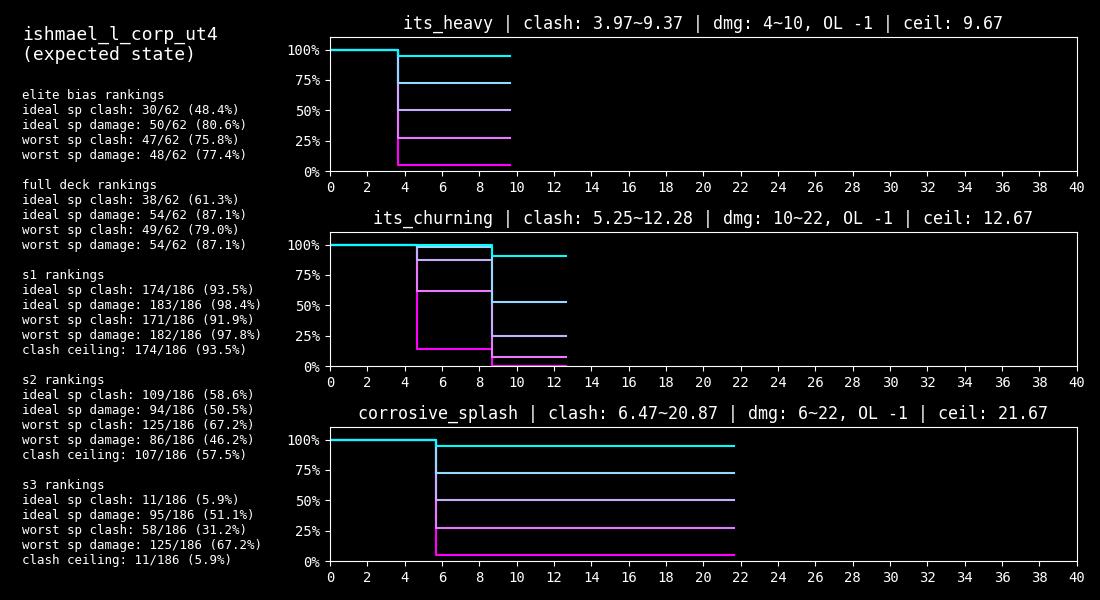 ishmael_l_corp_ut4
(expected state)
elite bias rankings
ideal sp clash: 30/62 (48.4%)
ideal sp damage: 50/62 (80.6%)
worst sp clash: 47/62 (75.8%)
worst sp damage: 48/62 (77.4%)
full deck rankings
ideal sp clash: 38/62 (61.3%)
ideal sp damage: 54/62 (87.1%)
worst sp clash: 49/62 (79.0%)
worst sp damage: 54/62 (87.1%)
s1 rankings
ideal sp clash: 174/186 (93.5%)
ideal sp damage: 183/186 (98.4%)
worst sp clash: 171/186 (91.9%)
worst sp damage: 182/186 (97.8%)
clash ceiling: 174/186 (93.5%)
s2 rankings
ideal sp clash: 109/186 (58.6%)
ideal sp damage: 94/186 (50.5%)
worst sp clash: 125/186 (67.2%)
worst sp damage: 86/186 (46.2%)
clash ceiling: 107/186 (57.5%)
s3 rankings
ideal sp clash: 11/186 (5.9%)
ideal sp damage: 95/186 (51.1%)
worst sp clash: 58/186 (31.2%)
worst sp damage: 125/186 (67.2%)
clash ceiling: 11/186 (5.9%)
its_heavy | clash: 3.97~9.37 | dmg: 4~10, OL -1 | ceil: 9.67
100%
75%
50%
25%
0%
0 2 4 6 8 10 12 14 16 18 20 22 24 26 28 30 32 34 36 38 40
its_churning | clash: 5.25~12.28 | dmg: 10~22, OL -1 | ceil: 12.67
100%
75%
50%
25%
0%
0 2 4 6 8 10 12 14 16 18 20 22 24 26 28 30 32 34 36 38 40
corrosive_splash | clash: 6.47~20.87 | dmg: 6~22, OL -1 | ceil: 21.67
100%
75%
50%
25%
0%
0 2 4 6 8 10 12 14 16 18 20 22 24 26 28 30 32 34 36 38 40